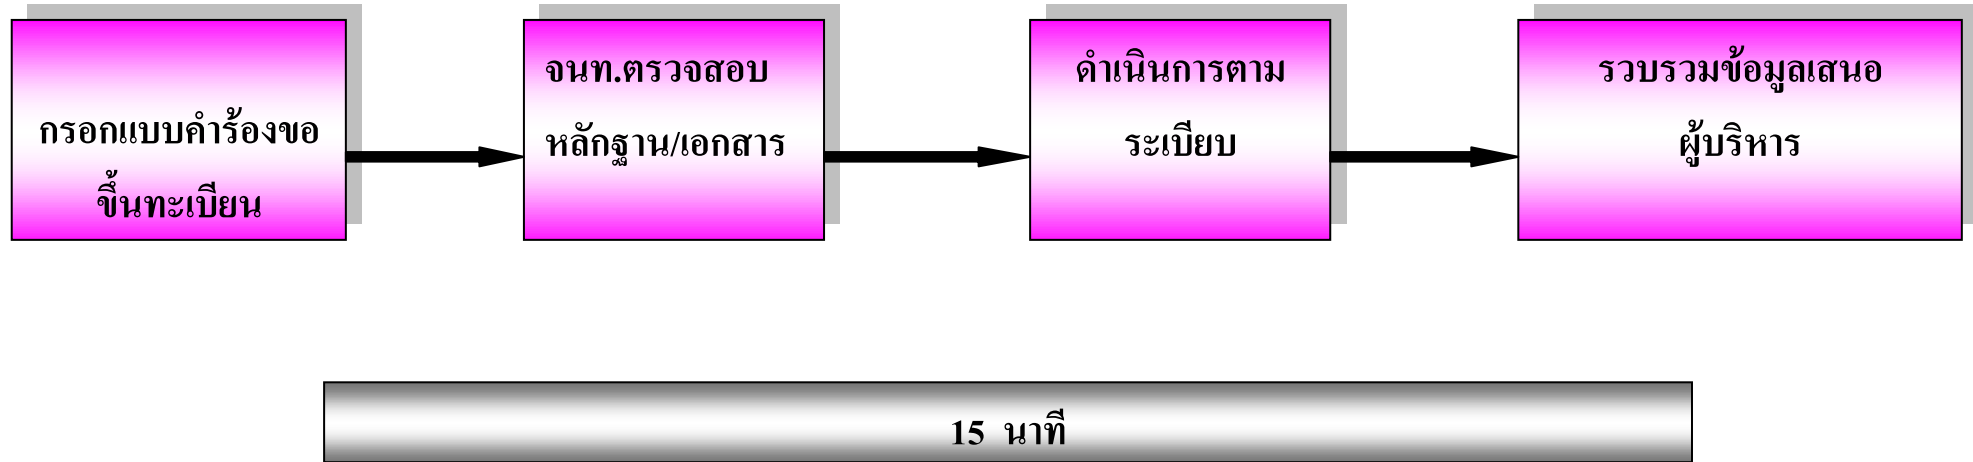 กรอกแบบคำร้องขอ
ขึ้นทะเบียน
จนท.ตรวจสอบ
หลักฐาน/เอกสาร
ดำเนินการตาม
ระเบียบ
รวบรวมข้อมูลเสนอ
ผู้บริหาร
15 นาที